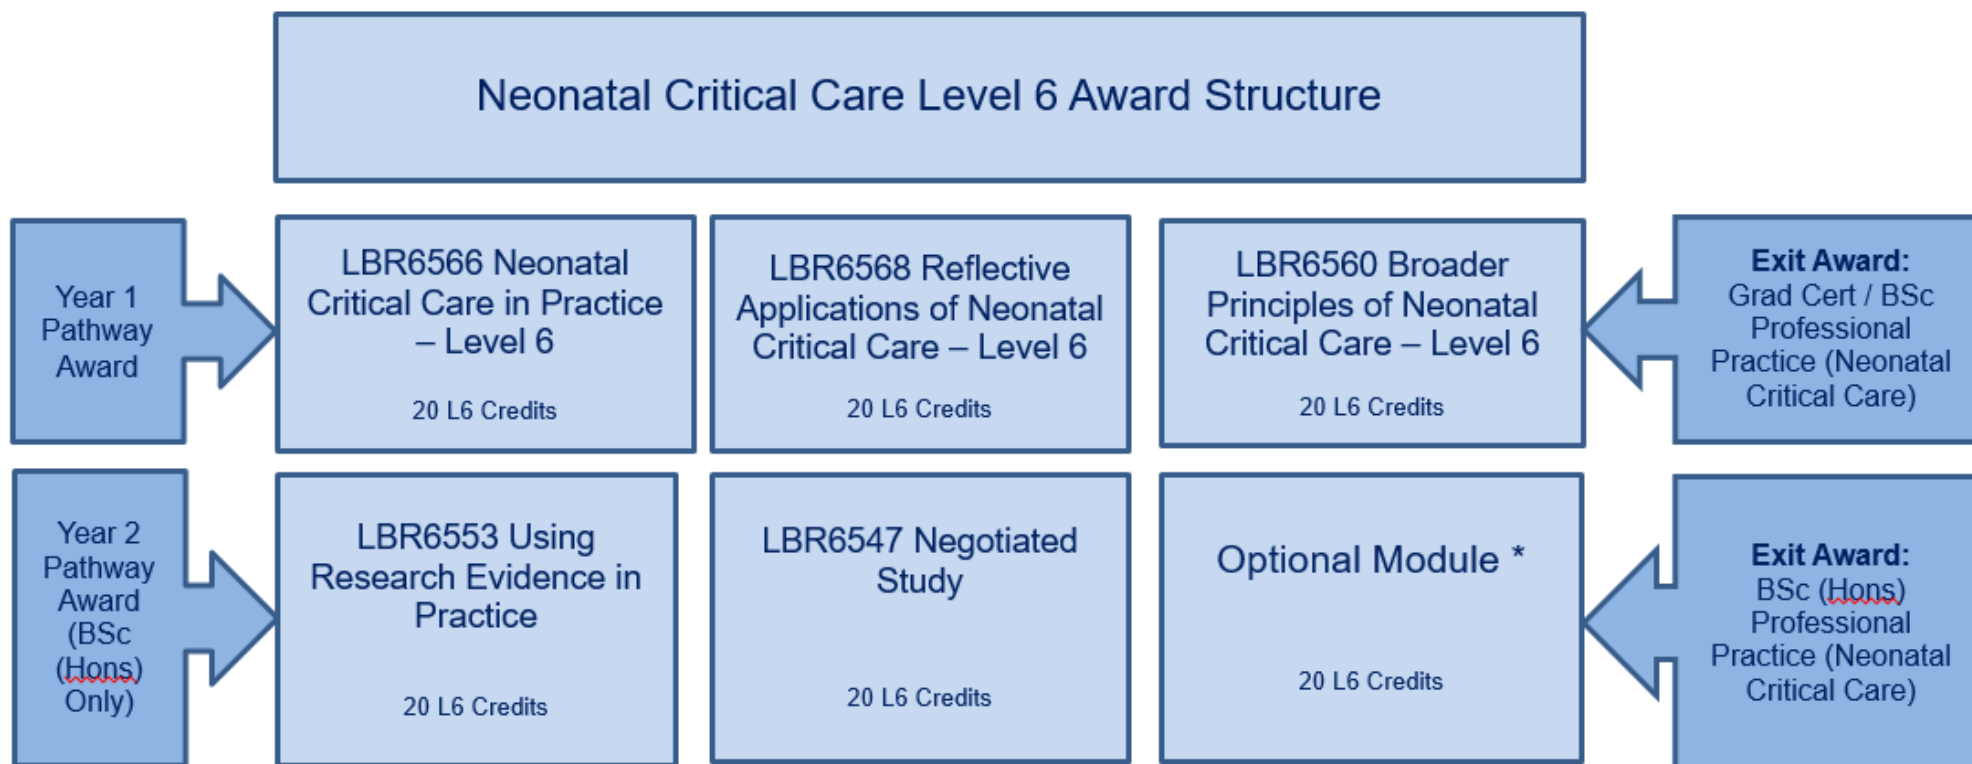 Neonatal Critical Care Level 6 Award Structure
Year 1
Pathway
Award
LBR6566 Neonatal
Critical Care in Practice
– Level 6
20 L6 Credits
LBR6568 Reflective
Applications of Neonatal
Critical Care – Level 6
20 L6 Credits
LBR6560 Broader
Principles of Neonatal
Critical Care – Level 6
20 L6 Credits
Exit Award:
Grad Cert / BSc
Professional
Practice (Neonatal
Critical Care)
Year 2
Pathway
Award
(BSc
(Hons)
Only)
LBR6553 Using
Research Evidence in
Practice
20 L6 Credits
LBR6547 Negotiated
Study
20 L6 Credits
Optional Module *
20 L6 Credits
Exit Award:
BSc (Hons)
Professional
Practice (Neonatal
Critical Care)